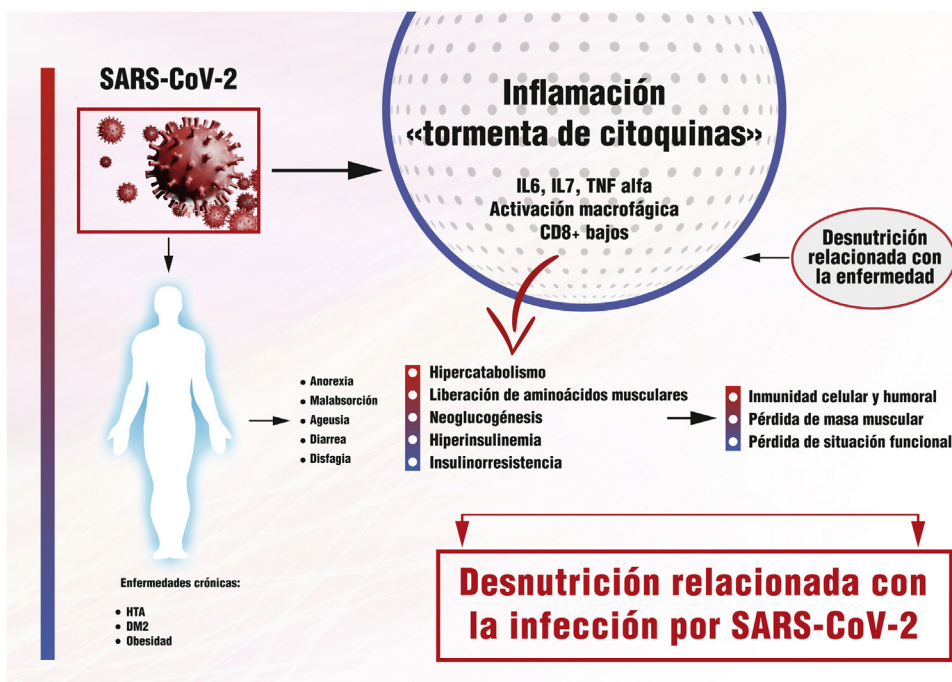 SARS-CoV-2
Inflamación
«tormenta de citoquinas»
IL6, IL7, TNF alfa
Activación macrofágica
CD8+ bajos
Desnutrición
relacionada con
la enfermedad
• Anorexia
• Malabsorción
• Ageusia
• Diarrea
• Disfagia
Hipercatabolismo
Liberación de aminoácidos musculares
Neoglucogénesis
Hiperinsulinemia
Insulinorresistencia
Inmunidad celular y humoral
Pérdida de masa muscular
Pérdida de situación funcional
Enfermedades crónicas:
• HTA
• DM2
• Obesidad
Desnutrición relacionada con
la infección por SARS-CoV-2